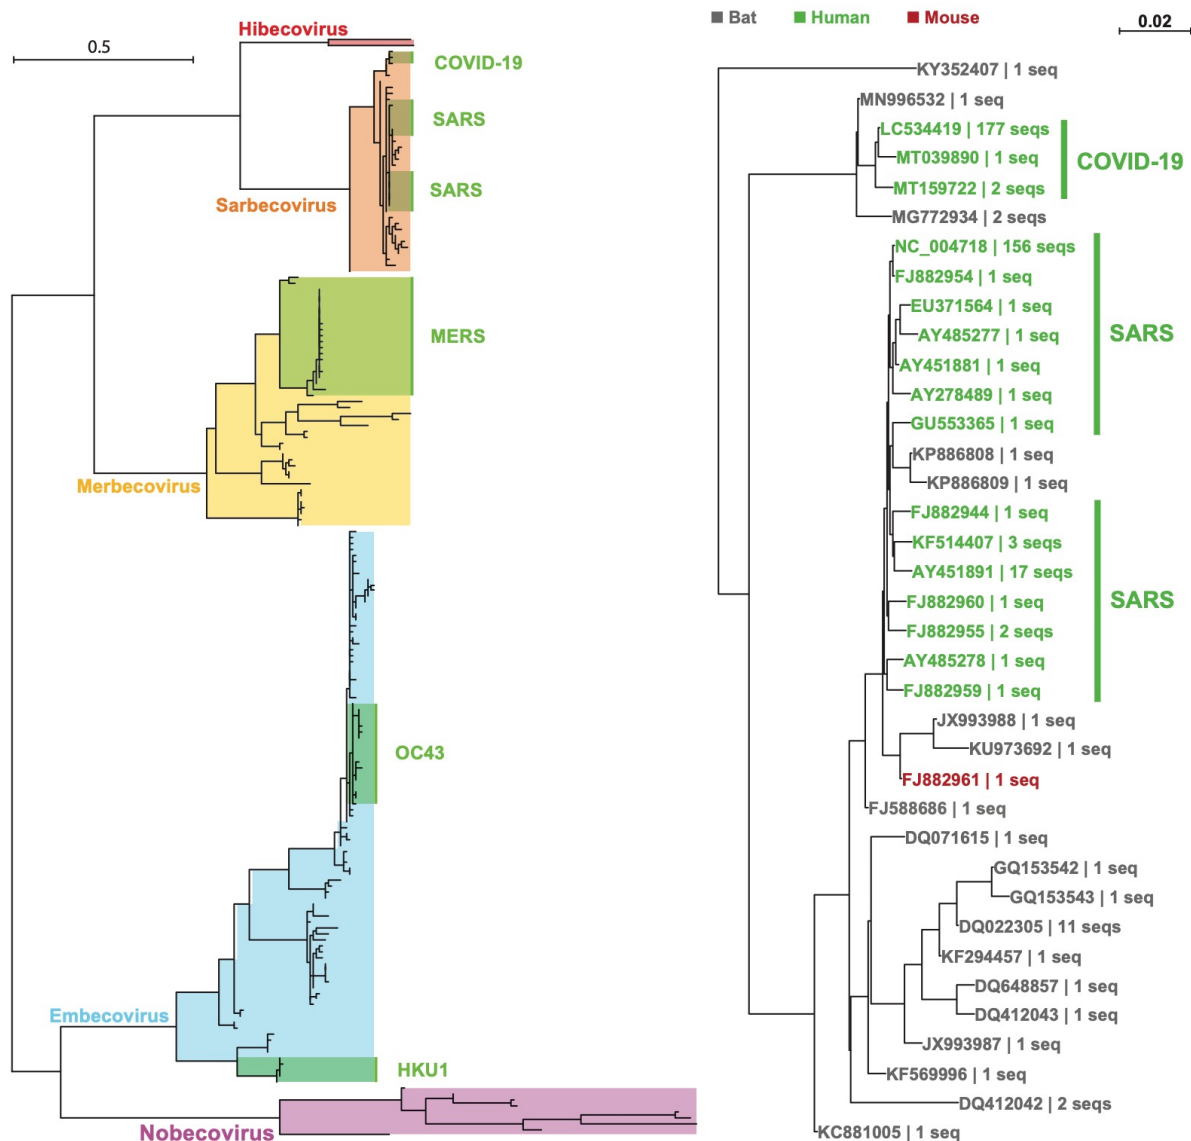 Hibecovirus
0.5
COVID-19
SARS
SARS
Sarbecovirus
MERS
Merbecovirus
OC43
Embecovirus
HKU1
Nobecovirus
Bat Human Mouse
0.02
KY352407 | 1 seq
MN996532 | 1 seq
LC534419 | 177 seqs
MT039890 | 1 seq
COVID-19
MT159722 | 2 seqs
MG772934 | 2 seqs
NC_004718 | 156 seqs
FJ882954 | 1 seq
EU371564 | 1 seq
AY485277 | 1 seq
SARS
AY451881 | 1 seq
AY278489 | 1 seq
GU553365 | 1 seq
KP886808 | 1 seq
KP886809 | 1 seq
FJ882944 | 1 seq
KF514407 | 3 seqs
AY451891 | 17 seqs
FJ882960 | 1 seq
SARS
FJ882955 | 2 seqs
AY485278 | 1 seq
FJ882959 | 1 seq
JX993988 | 1 seq
KU973692 | 1 seq
FJ882961 | 1 seq
FJ588686 | 1 seq
DQ071615 | 1 seq
GQ153542 | 1 seq
GQ153543 | 1 seq
DQ022305 | 11 seqs
KF294457 | 1 seq
DQ648857 | 1 seq
DQ412043 | 1 seq
JX993987 | 1 seq
KF569996 | 1 seq
DQ412042 | 2 seqs
KC881005 | 1 seq